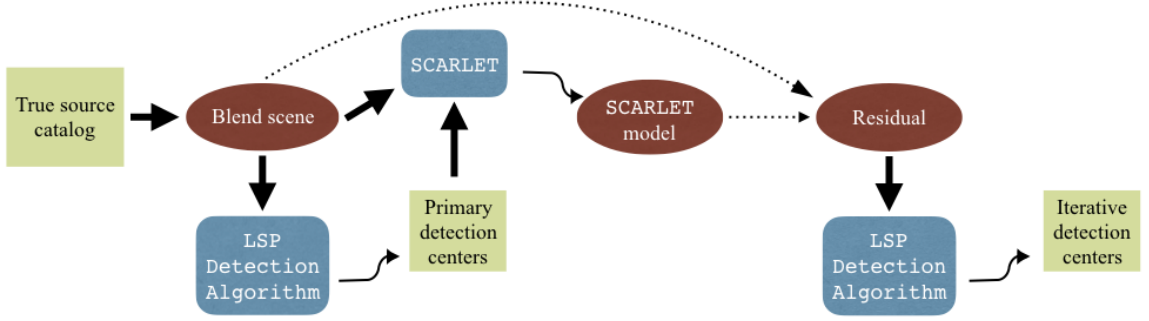 True source
catalog
Blend scene
SCARLET
SCARLET
model
Residual
LSP
Detection
Algorithm
Primary
detection
centers
LSP
Detection
Algorithm
Iterative
detection
centers